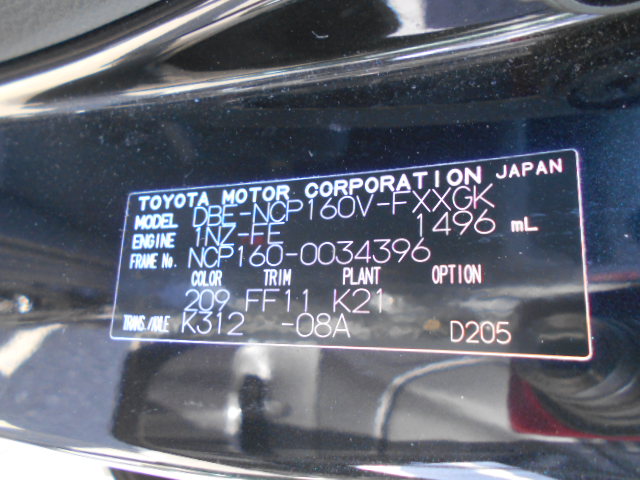 TOYOTA MOTOR CORPORATION JAPAN
MODEL DBE-NCP160V-FXXGK
ENGINE 1NZ-FE 1496 mL
FRAME No. NCP160-0034396
COLOR TRIM PLANT OPTION
209 FF11 K21
TRANS./AXLE K312 -08A D205